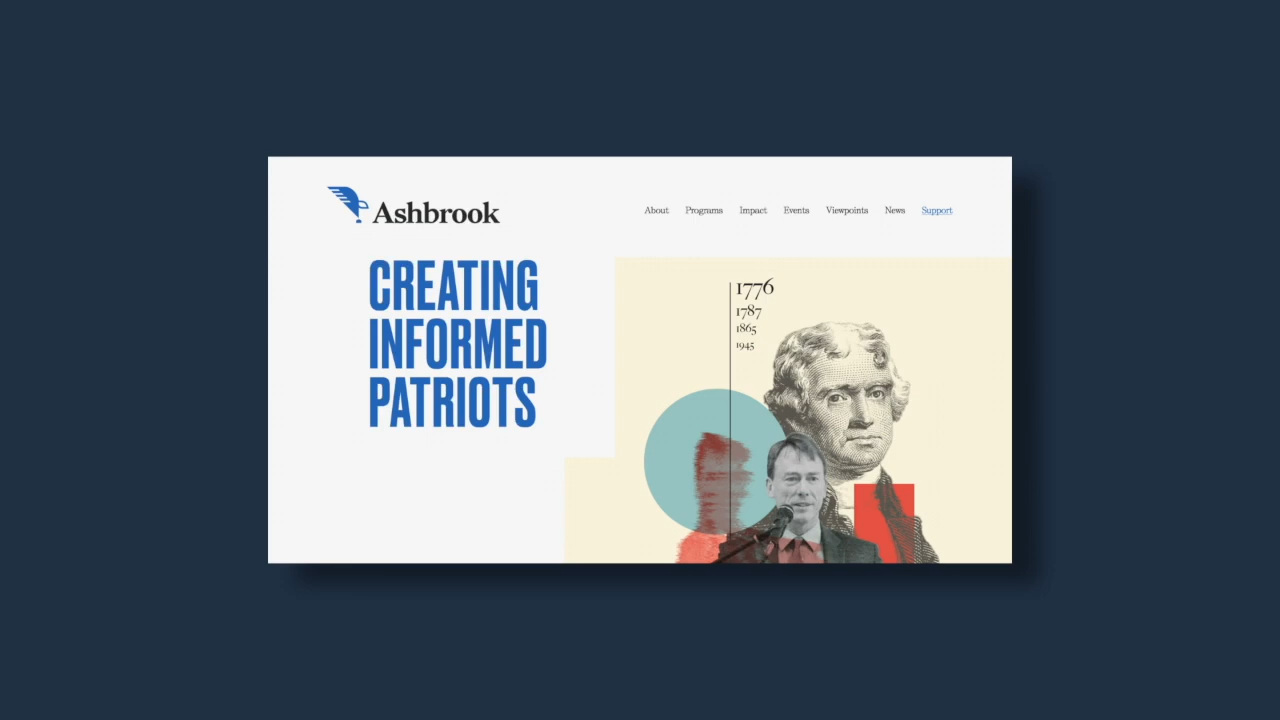 Ashbrook
About Programs Impact Events Viewpoints News Support
CREATING
INFORMED
PATRIOTS
1776
1787
1865
1945